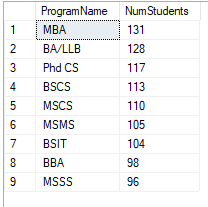 ProgramName NumStudents
1 MBA 131
2 BA/LLB 128
3 Phd CS 117
4 BSCS 113
5 MSCS 110
6 MSMS 105
7 BSIT 104
8 BBA 98
9 MSSS 96